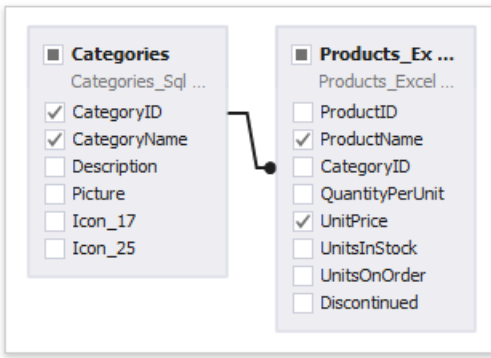 Categories
Categories_Sql ...
CategoryID
CategoryName
Description
Picture
Icon_17
Icon_25
Products_Ex ...
Products_Excel ...
ProductID
ProductName
CategoryID
QuantityPerUnit
UnitPrice
UnitsInStock
UnitsOnOrder
Discontinued